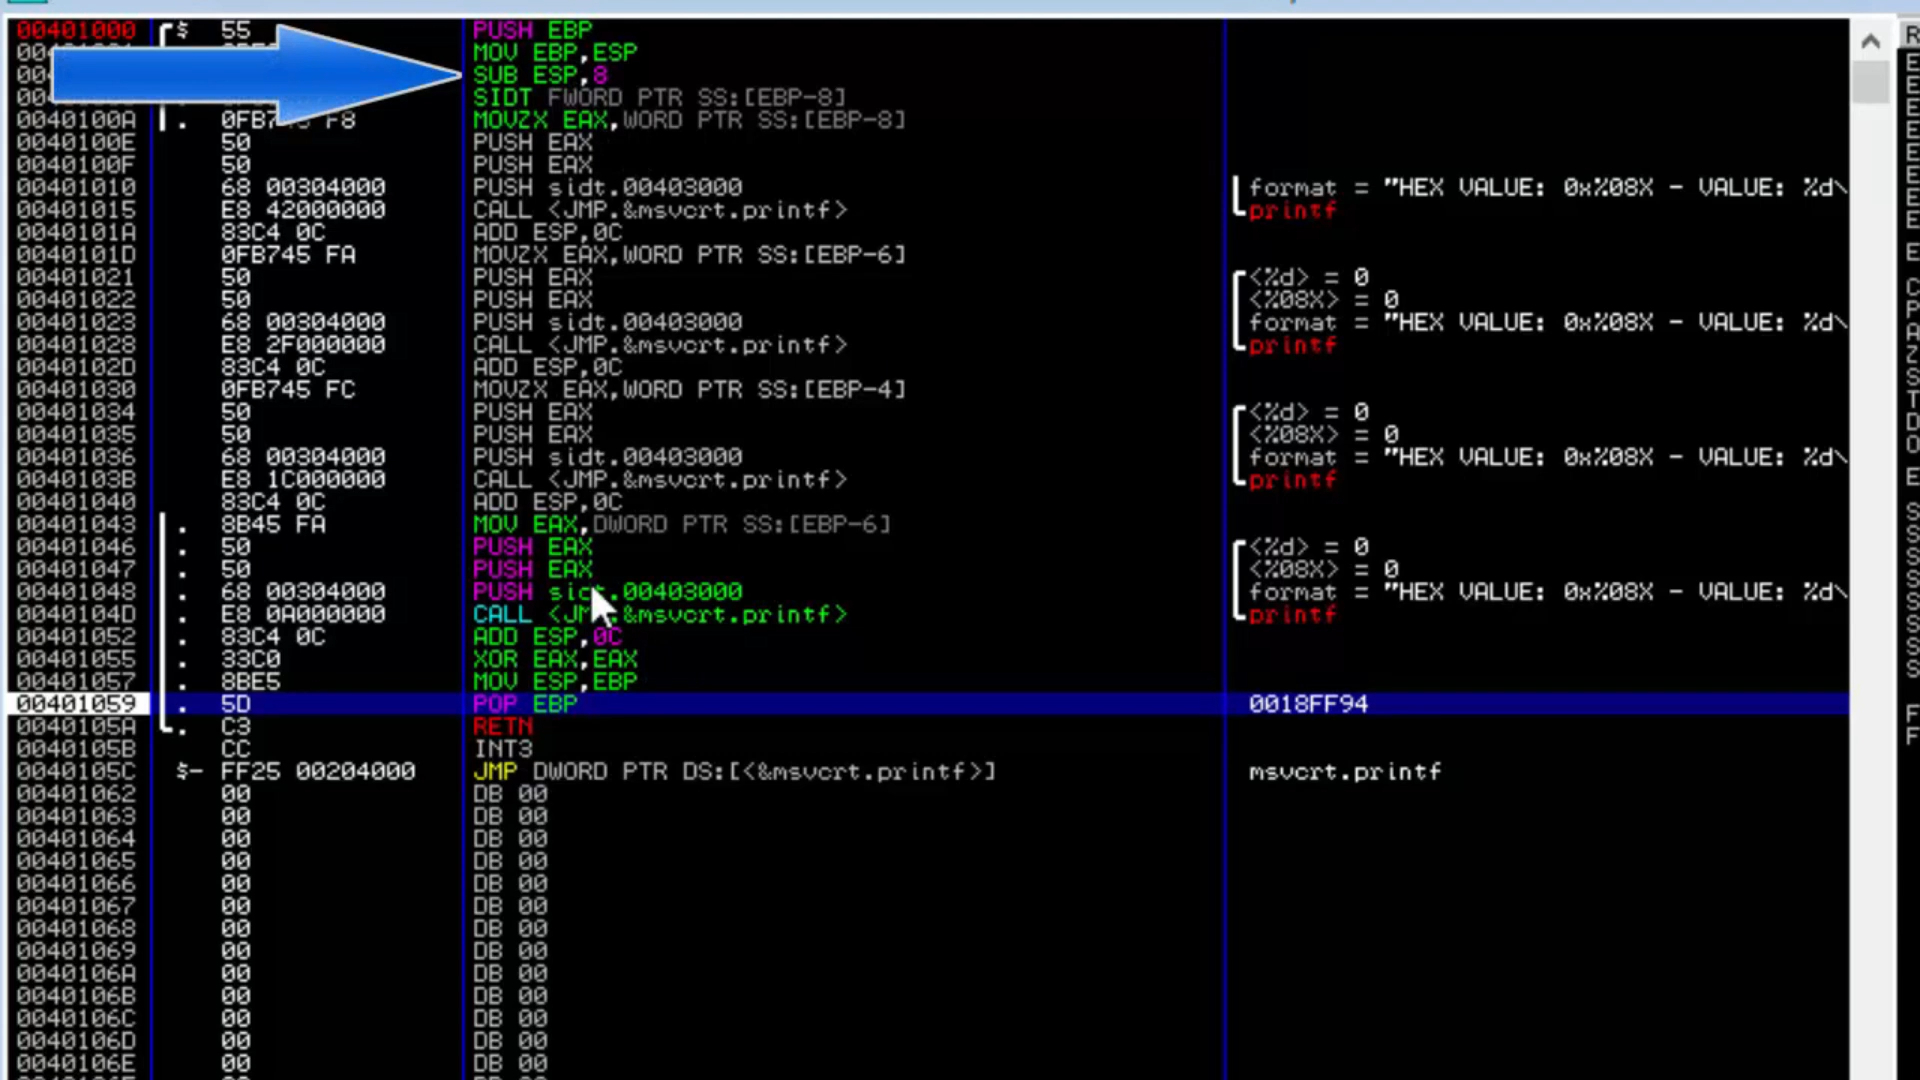 00401000 $ 55 PUSH EBP
MOV EBP,ESP
SUB ESP,8
SIDT FWORD PTR SS:[EBP-8]
0040100A . F8 MOVZX EAX,WORD PTR SS:[EBP-8]
0040100E 50 PUSH EAX
0040100F 50 PUSH EAX
00401010 68 00304000 PUSH sidt.00403000 format = "HEX VALUE: 0x%08X - VALUE: %d\
00401015 E8 42000000 CALL <JMP.&msvcrt.printf> printf
0040101A 83C4 0C ADD ESP,0C
0040101D 0FB745 FA MOVZX EAX,WORD PTR SS:[EBP-6]
00401021 50 PUSH EAX <%d> = 0
00401022 50 PUSH EAX <%08X> = 0
00401023 68 00304000 PUSH sidt.00403000 format = "HEX VALUE: 0x%08X - VALUE: %d\
00401028 E8 2F000000 CALL <JMP.&msvcrt.printf> printf
0040102D 83C4 0C ADD ESP,0C
00401030 0FB745 FC MOVZX EAX,WORD PTR SS:[EBP-4]
00401034 50 PUSH EAX <%d> = 0
00401035 50 PUSH EAX <%08X> = 0
00401036 68 00304000 PUSH sidt.00403000 format = "HEX VALUE: 0x%08X - VALUE: %d\
0040103B E8 1C000000 CALL <JMP.&msvcrt.printf> printf
00401040 83C4 0C ADD ESP,0C
00401043 . 8B45 FA MOV EAX,DWORD PTR SS:[EBP-6]
00401046 . 50 PUSH EAX <%d> = 0
00401047 . 50 PUSH EAX <%08X> = 0
00401048 . 68 00304000 PUSH sidt.00403000 format = "HEX VALUE: 0x%08X - VALUE: %d\
0040104D . E8 0A000000 CALL <JMP.&msvcrt.printf> printf
00401052 . 83C4 0C ADD ESP,0C
00401055 . 33C0 XOR EAX,EAX
00401057 . 8BE5 MOV ESP,EBP
00401059 . 5D POP EBP 0018FF94
0040105A . C3 RETN
0040105B CC INT3
0040105C $- FF25 00204000 JMP DWORD PTR DS:[<&msvcrt.printf>] msvcrt.printf
00401062 00 DB 00
00401063 00 DB 00
00401064 00 DB 00
00401065 00 DB 00
00401066 00 DB 00
00401067 00 DB 00
00401068 00 DB 00
00401069 00 DB 00
0040106A 00 DB 00
0040106B 00 DB 00
0040106C 00 DB 00
0040106D 00 DB 00
0040106E 00 DB 00